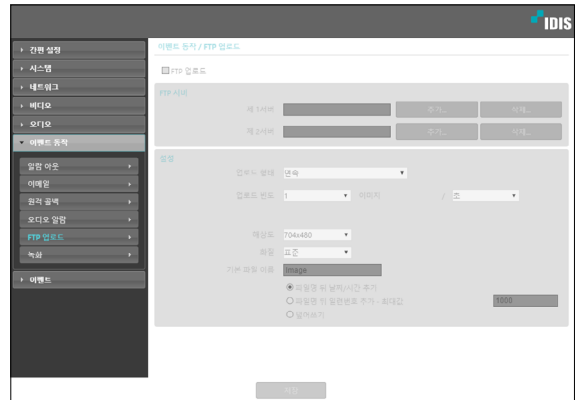 IDIS
간편 설정
시스템
네트워크
비디오
오디오
이벤트 동작
알람 아웃
이메일
원격 콜백
오디오 알람
FTP 업로드
녹화
이벤트
이벤트 동작 / FTP 업로드
FTP 업로드
FTP 서버
제 1서버 추가... 삭제...
제 2서버 추가... 삭제...
설정
업로드 형태 연속
업로드 빈도 1 이미지 / 초
해상도 704x480
화질 표준
기본 파일 이름 image
파일명 뒤 날짜/시간 추가
파일명 뒤 일련번호 추가 - 최대값 1000
덮어쓰기
저장